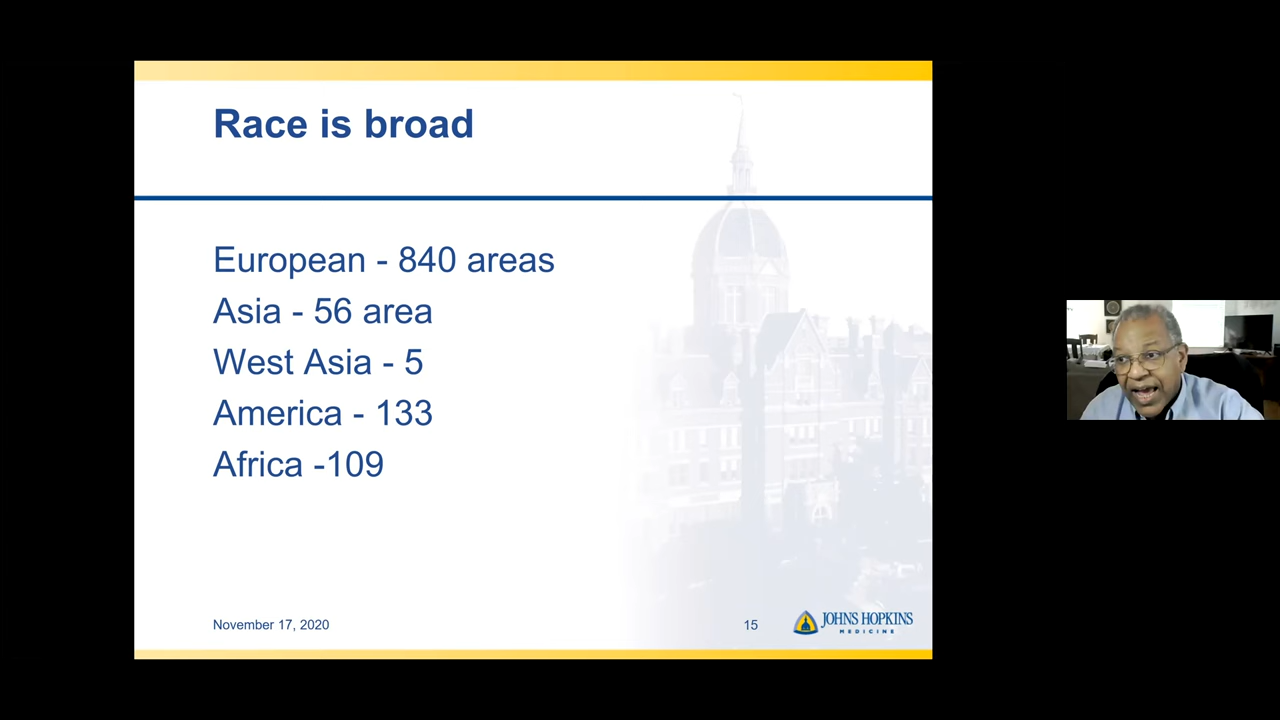 Race is broad
European - 840 areas
Asia - 56 area
West Asia - 5
America - 133
Africa -109
November 17, 2020
15
JOHNS HOPKINS
MEDICINE